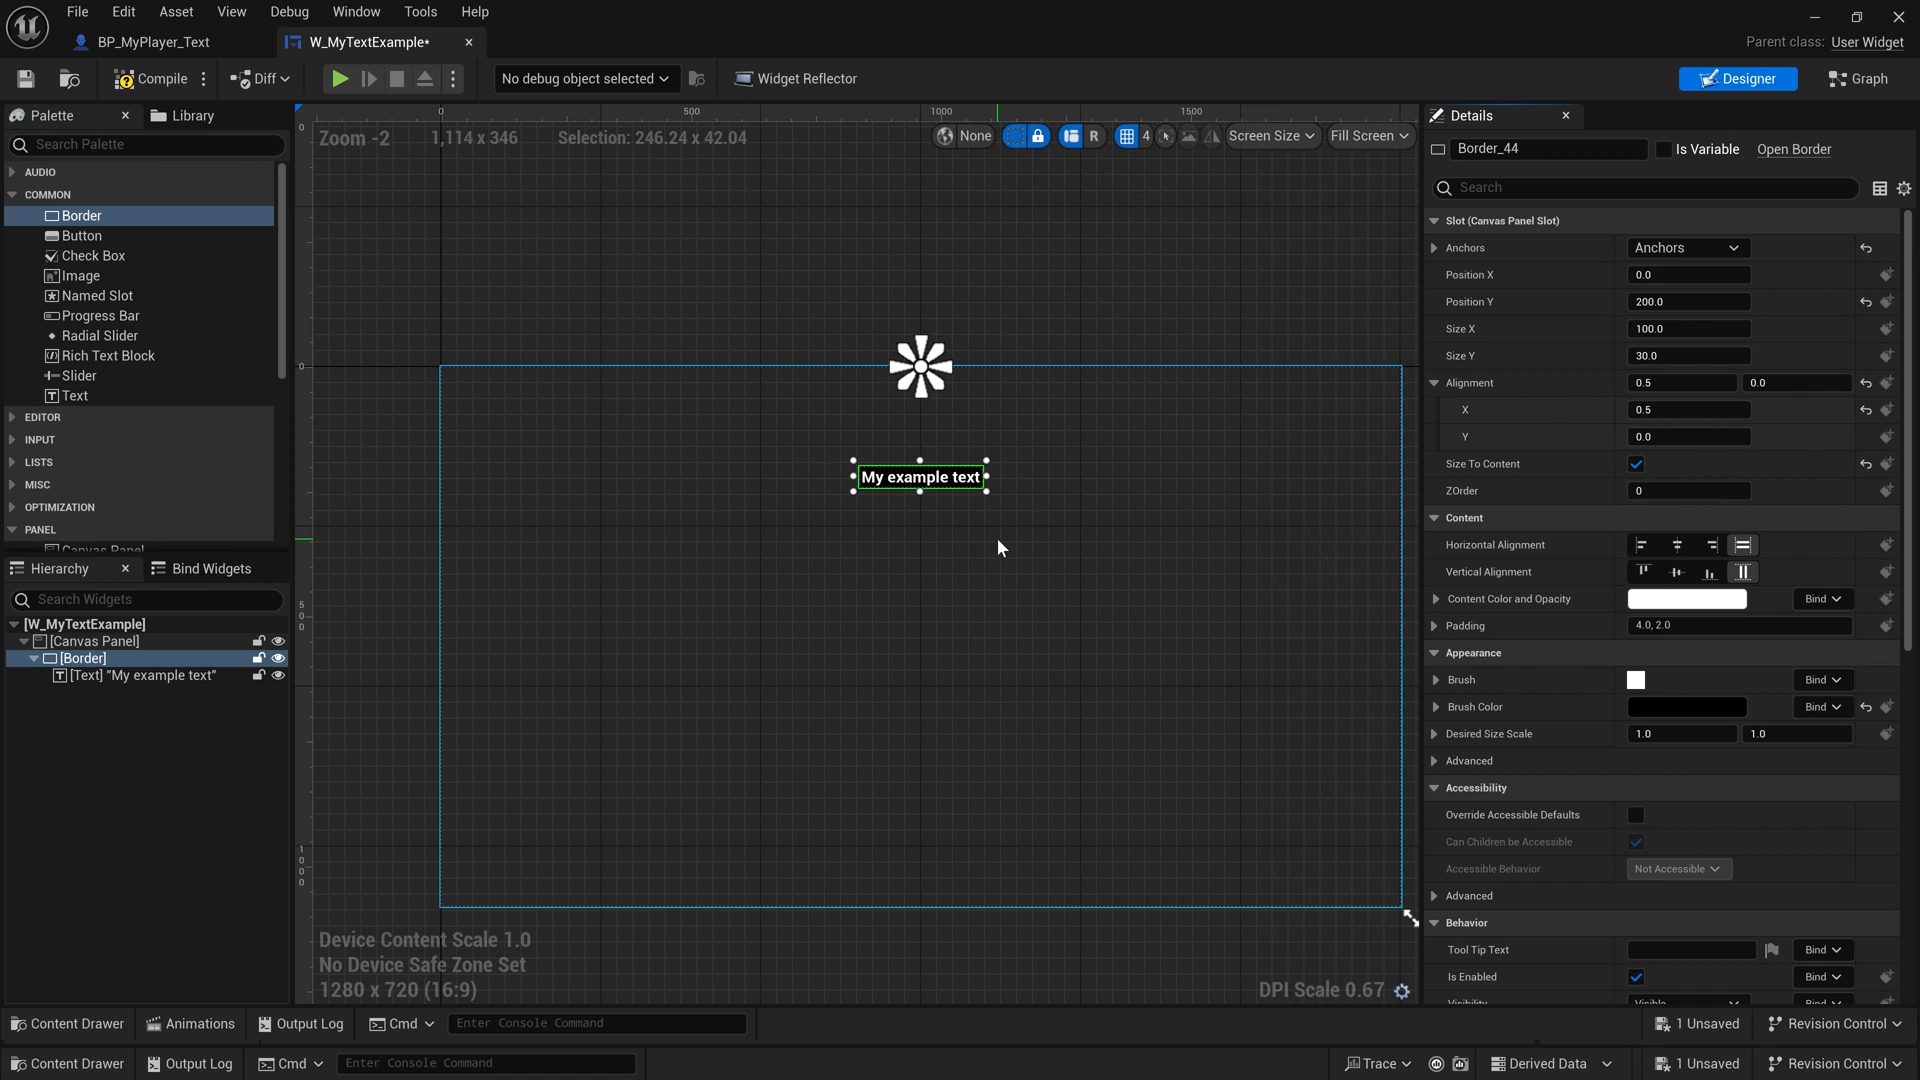 File Edit Asset View Debug Window Tools Help
BP_MyPlayer_Text W_MyTextExample*
Parent class: User Widget
Compile Diff No debug object selected Widget Reflector Designer Graph
Palette Library
Search Palette
AUDIO
COMMON
Border
Button
Check Box
Image
Named Slot
Progress Bar
Radial Slider
Rich Text Block
Slider
Text
EDITOR
INPUT
LISTS
MISC
OPTIMIZATION
PANEL
Canvas Panel
Hierarchy Bind Widgets
Search Widgets
[W_MyTextExample]
[Canvas Panel]
[Border]
[Text] "My example text"
0 500 1000 1500
Zoom -2 1,114 x 346 Selection: 246.24 x 42.04
None R 4 Screen Size Fill Screen
0
0
500
1000
My example text
Device Content Scale 1.0
No Device Safe Zone Set
1280 x 720 (16:9)
DPI Scale 0.67
Details
Border_44 Is Variable Open Border
Search
Slot (Canvas Panel Slot)
Anchors Anchors
Position X 0.0
Position Y 200.0
Size X 100.0
Size Y 30.0
Alignment 0.5 0.0
X 0.5
Y 0.0
Size To Content
ZOrder 0
Content
Horizontal Alignment
Vertical Alignment
Content Color and Opacity Bind
Padding 4.0, 2.0
Appearance
Brush Bind
Brush Color Bind
Desired Size Scale 1.0 1.0
Advanced
Accessibility
Override Accessible Defaults
Can Children be Accessible
Accessible Behavior Not Accessible
Advanced
Behavior
Tool Tip Text Bind
Is Enabled Bind
Visibility Visible Bind
Content Drawer Animations Output Log Cmd Enter Console Command 1 Unsaved Revision Control
Content Drawer Output Log Cmd Enter Console Command Trace Derived Data 1 Unsaved Revision Control